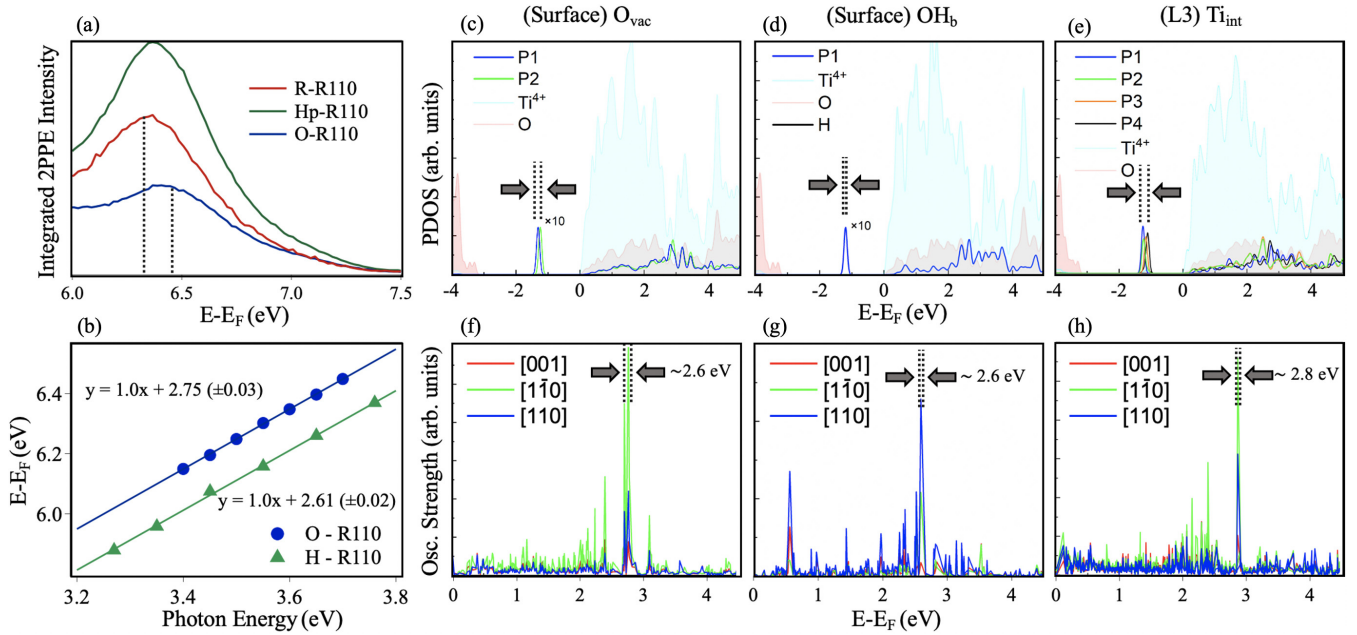 (a)
Integrated 2PPE Intensity
R-R110
Hp-R110
O-R110
6.0 6.5 7.0 7.5
E-E_F (eV)
(b)
y = 1.0x + 2.75 (±0.03)
y = 1.0x + 2.61 (±0.02)
O - R110
H - R110
E-E_F (eV)
6.4
6.2
6.0
3.2 3.4 3.6 3.8
Photon Energy (eV)
(c) (Surface) O_vac
P1
P2
Ti⁴⁺
O
×10
PDOS (arb. units)
-4 -2 0 2 4
(d) (Surface) OH_b
P1
Ti⁴⁺
O
H
×10
-4 -2 0 2 4
E-E_F (eV)
(e) (L3) Ti_int
P1
P2
P3
P4
Ti⁴⁺
O
-4 -2 0 2 4
(f)
[001]
[11̄0]
[110]
~2.6 eV
Osc. Strength (arb. units)
0 1 2 3 4
(g)
[001]
[11̄0]
[110]
~ 2.6 eV
0 1 2 3 4
E-E_F (eV)
(h)
[001]
[11̄0]
[110]
~ 2.8 eV
0 1 2 3 4